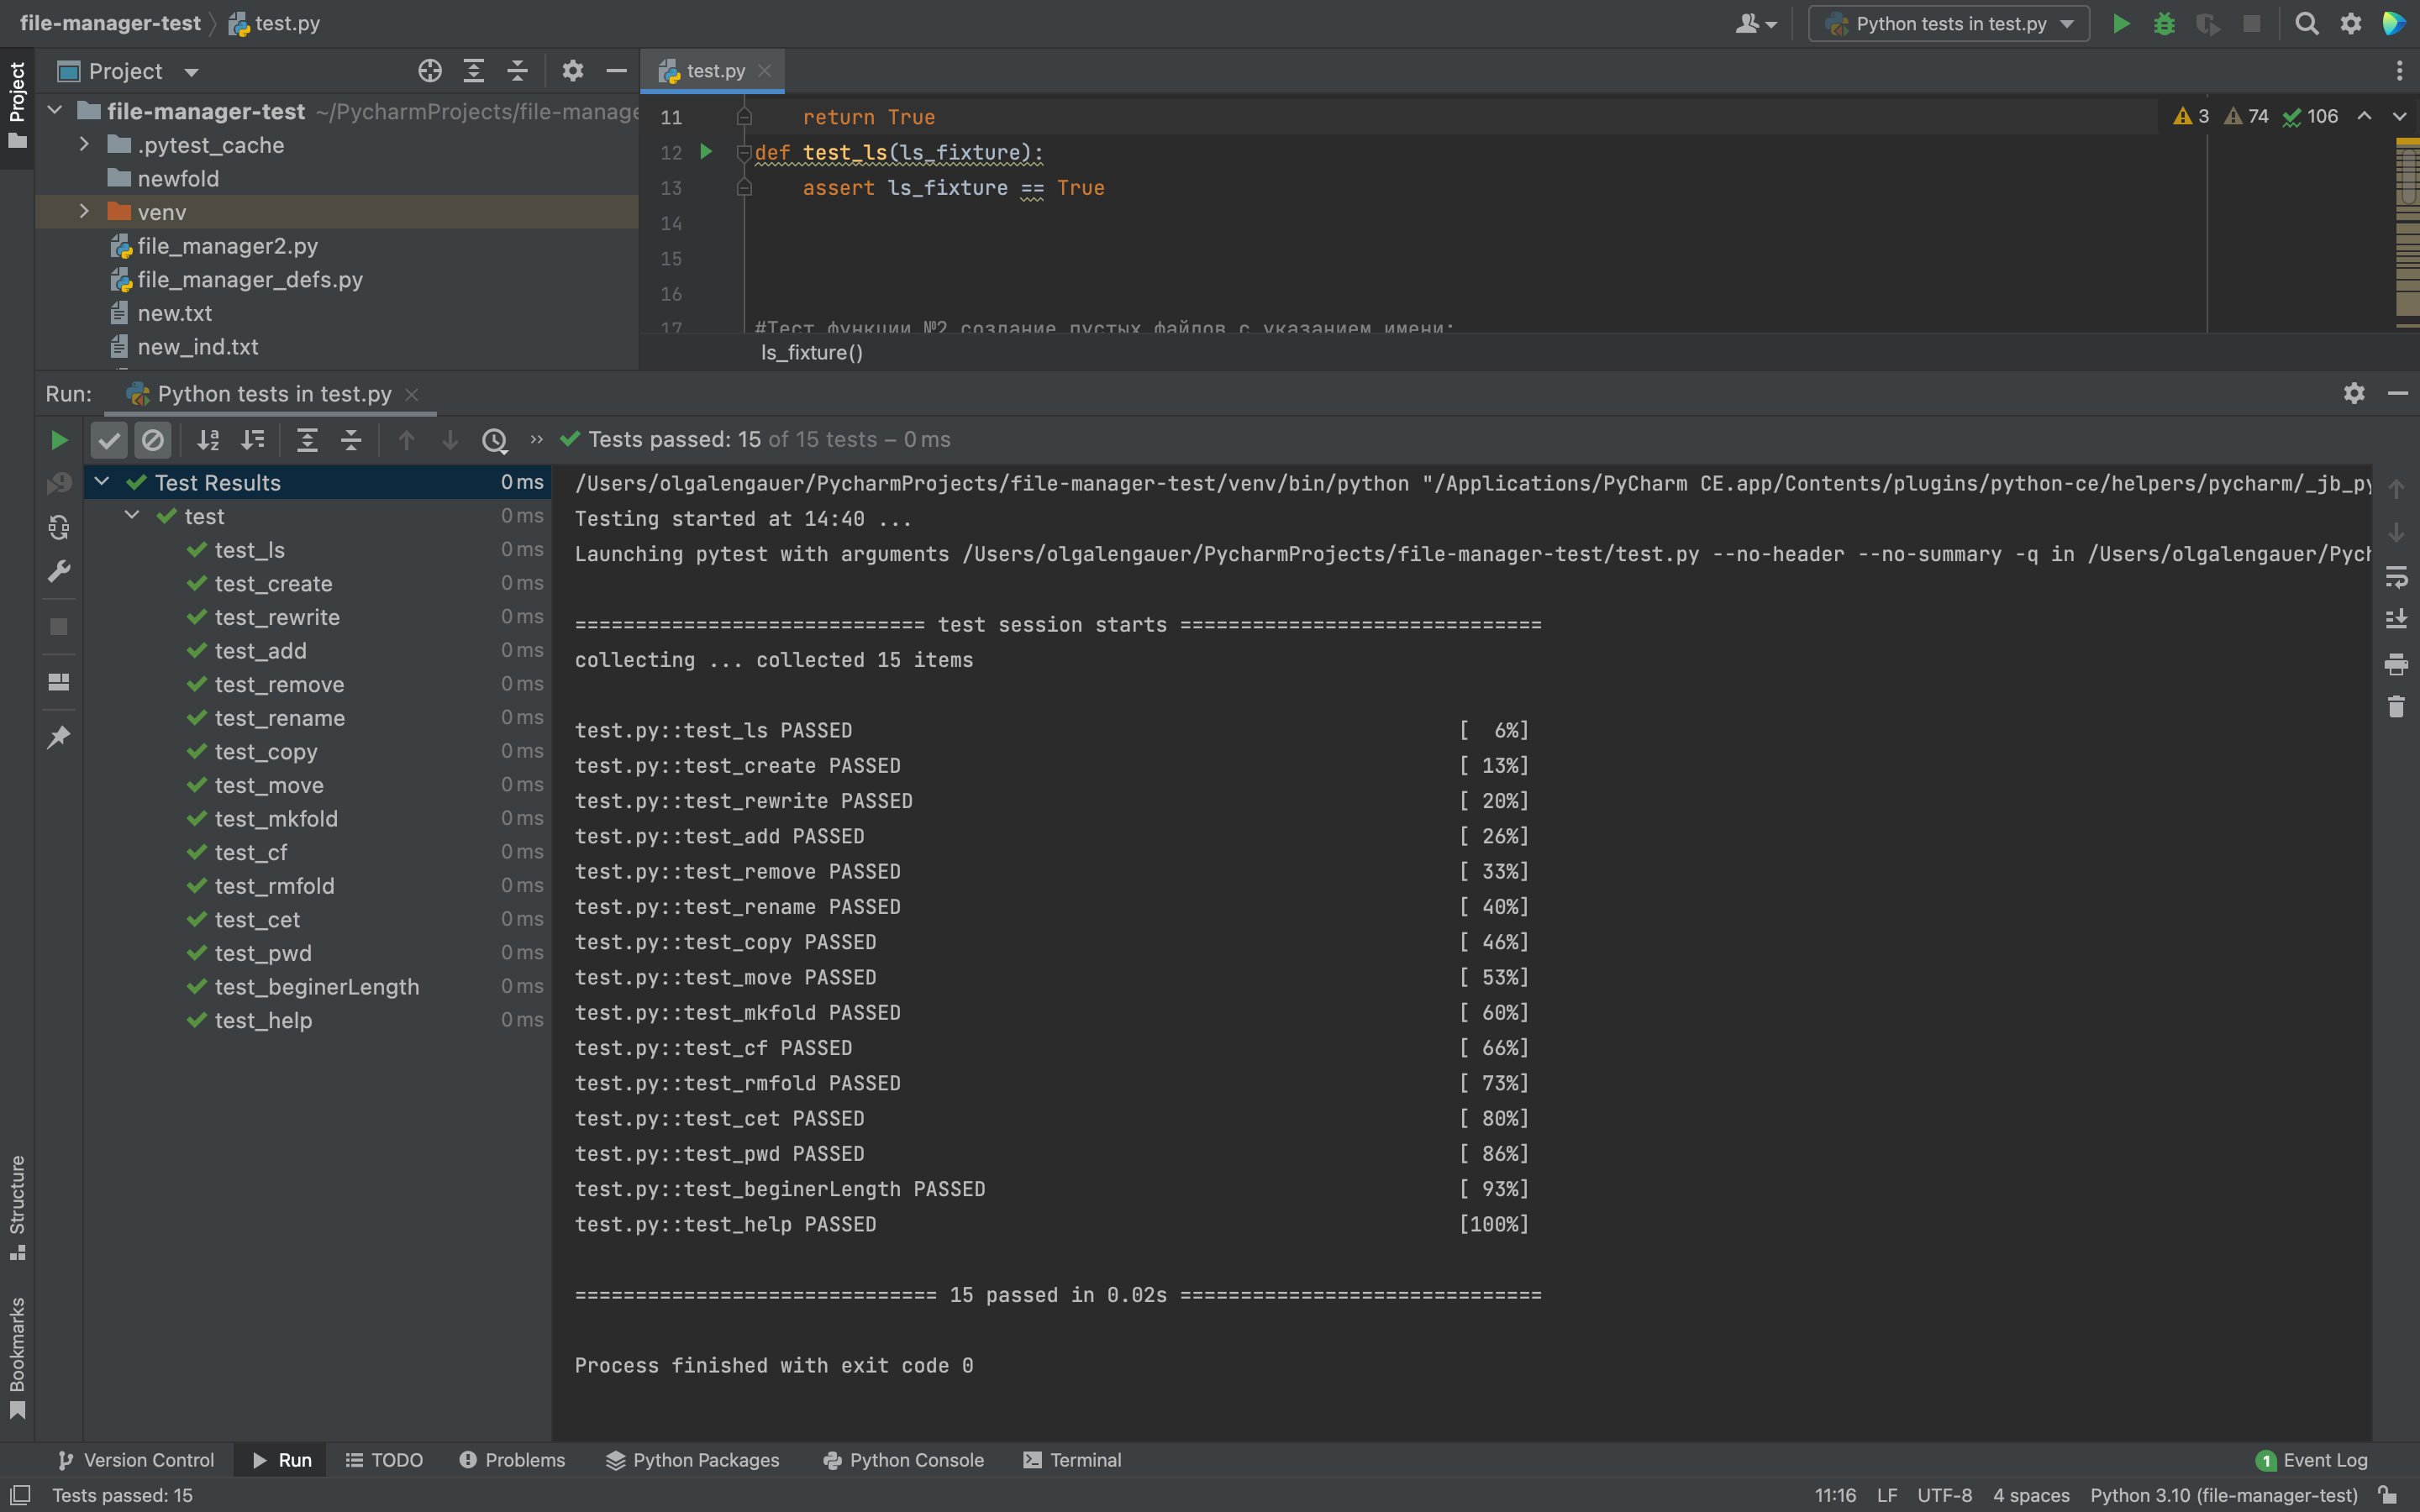 file-manager-test test.py
Python tests in test.py
Project
Project
test.py
file-manager-test ~/PycharmProjects/file-manage
.pytest_cache
newfold
venv
file_manager2.py
file_manager_defs.py
new.txt
new_ind.txt
11 return True
12 def test_ls(ls_fixture):
13 assert ls_fixture == True
14
15
16
17 #Тест функции №2 создание пустых файлов с указанием имени:
3 74 106
ls_fixture()
Run: Python tests in test.py
Tests passed: 15 of 15 tests – 0 ms
Test Results 0 ms
test 0 ms
test_ls 0 ms
test_create 0 ms
test_rewrite 0 ms
test_add 0 ms
test_remove 0 ms
test_rename 0 ms
test_copy 0 ms
test_move 0 ms
test_mkfold 0 ms
test_cf 0 ms
test_rmfold 0 ms
test_cet 0 ms
test_pwd 0 ms
test_beginerLength 0 ms
test_help 0 ms
/Users/olgalengauer/PycharmProjects/file-manager-test/venv/bin/python "/Applications/PyCharm CE.app/Contents/plugins/python-ce/helpers/pycharm/_jb_py
Testing started at 14:40 ...
Launching pytest with arguments /Users/olgalengauer/PycharmProjects/file-manager-test/test.py --no-header --no-summary -q in /Users/olgalengauer/Pych
============================= test session starts ==============================
collecting ... collected 15 items
test.py::test_ls PASSED [  6%]
test.py::test_create PASSED [ 13%]
test.py::test_rewrite PASSED [ 20%]
test.py::test_add PASSED [ 26%]
test.py::test_remove PASSED [ 33%]
test.py::test_rename PASSED [ 40%]
test.py::test_copy PASSED [ 46%]
test.py::test_move PASSED [ 53%]
test.py::test_mkfold PASSED [ 60%]
test.py::test_cf PASSED [ 66%]
test.py::test_rmfold PASSED [ 73%]
test.py::test_cet PASSED [ 80%]
test.py::test_pwd PASSED [ 86%]
test.py::test_beginerLength PASSED [ 93%]
test.py::test_help PASSED [100%]
============================== 15 passed in 0.02s ==============================
Process finished with exit code 0
Structure
Bookmarks
Version Control Run TODO Problems Python Packages Python Console Terminal 1 Event Log
Tests passed: 15 11:16 LF UTF-8 4 spaces Python 3.10 (file-manager-test)